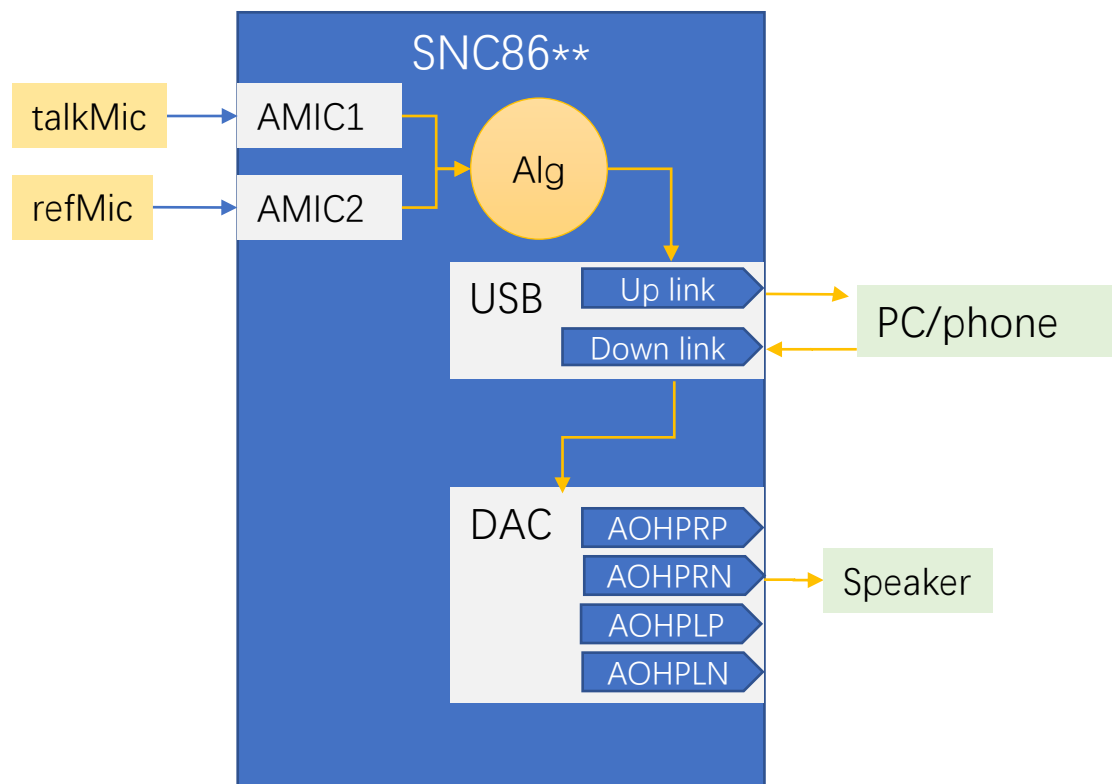 SNC86**
talkMic
AMIC1
Alg
refMic
AMIC2
USB
Up link
PC/phone
Down link
DAC
AOHPRP
AOHPRN
Speaker
AOHPLP
AOHPLN